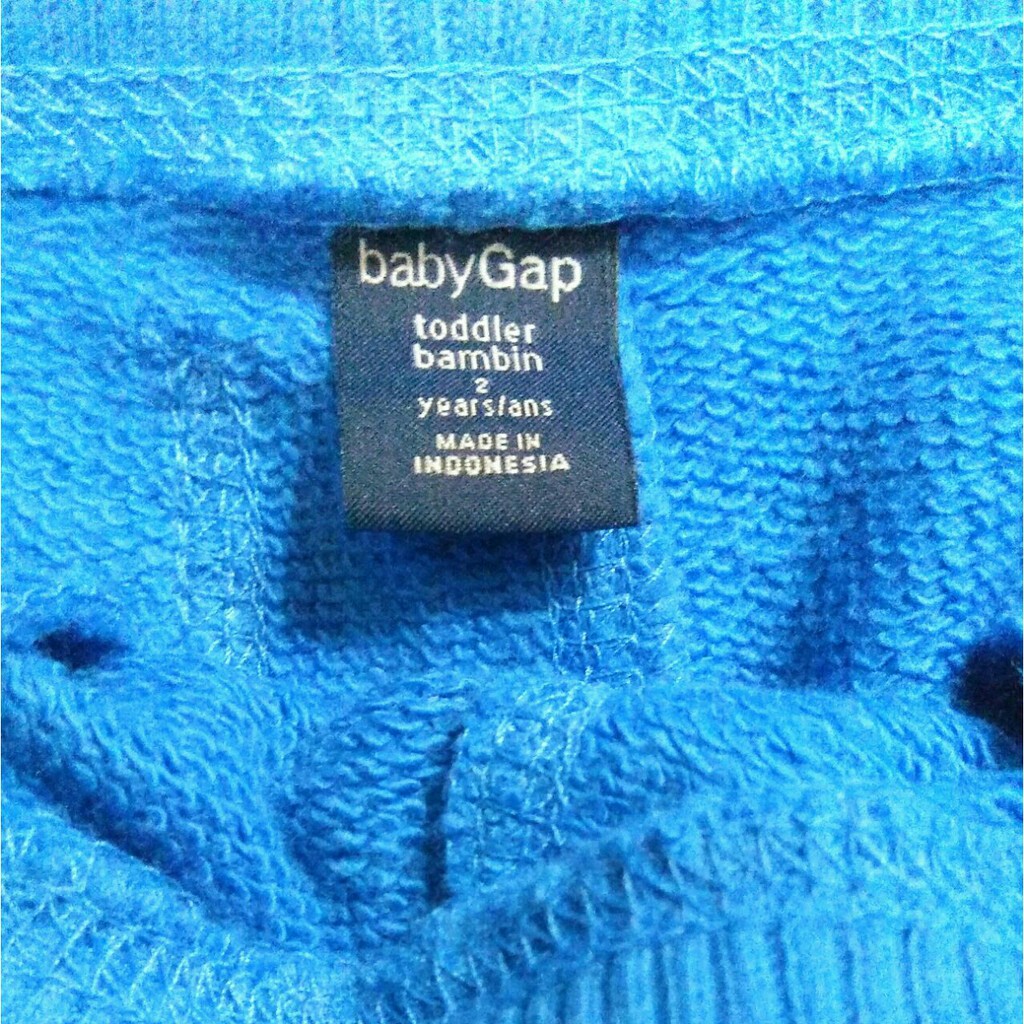 babyGap
toddler
bambin
2
years/ans
MADE IN
INDONESIA